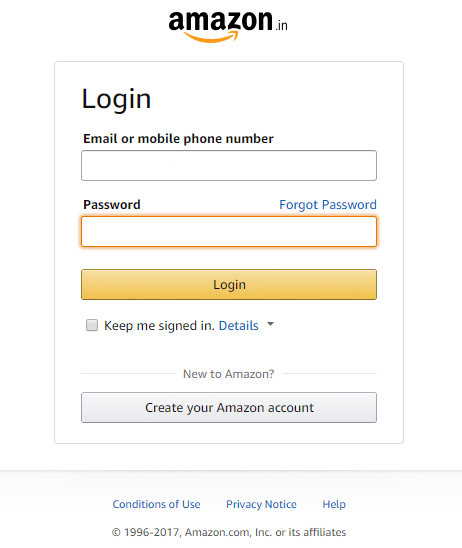 amazon.in
Login
Email or mobile phone number
Password Forgot Password
Login
Keep me signed in. Details
New to Amazon?
Create your Amazon account
Conditions of Use Privacy Notice Help
© 1996-2017, Amazon.com, Inc. or its affiliates